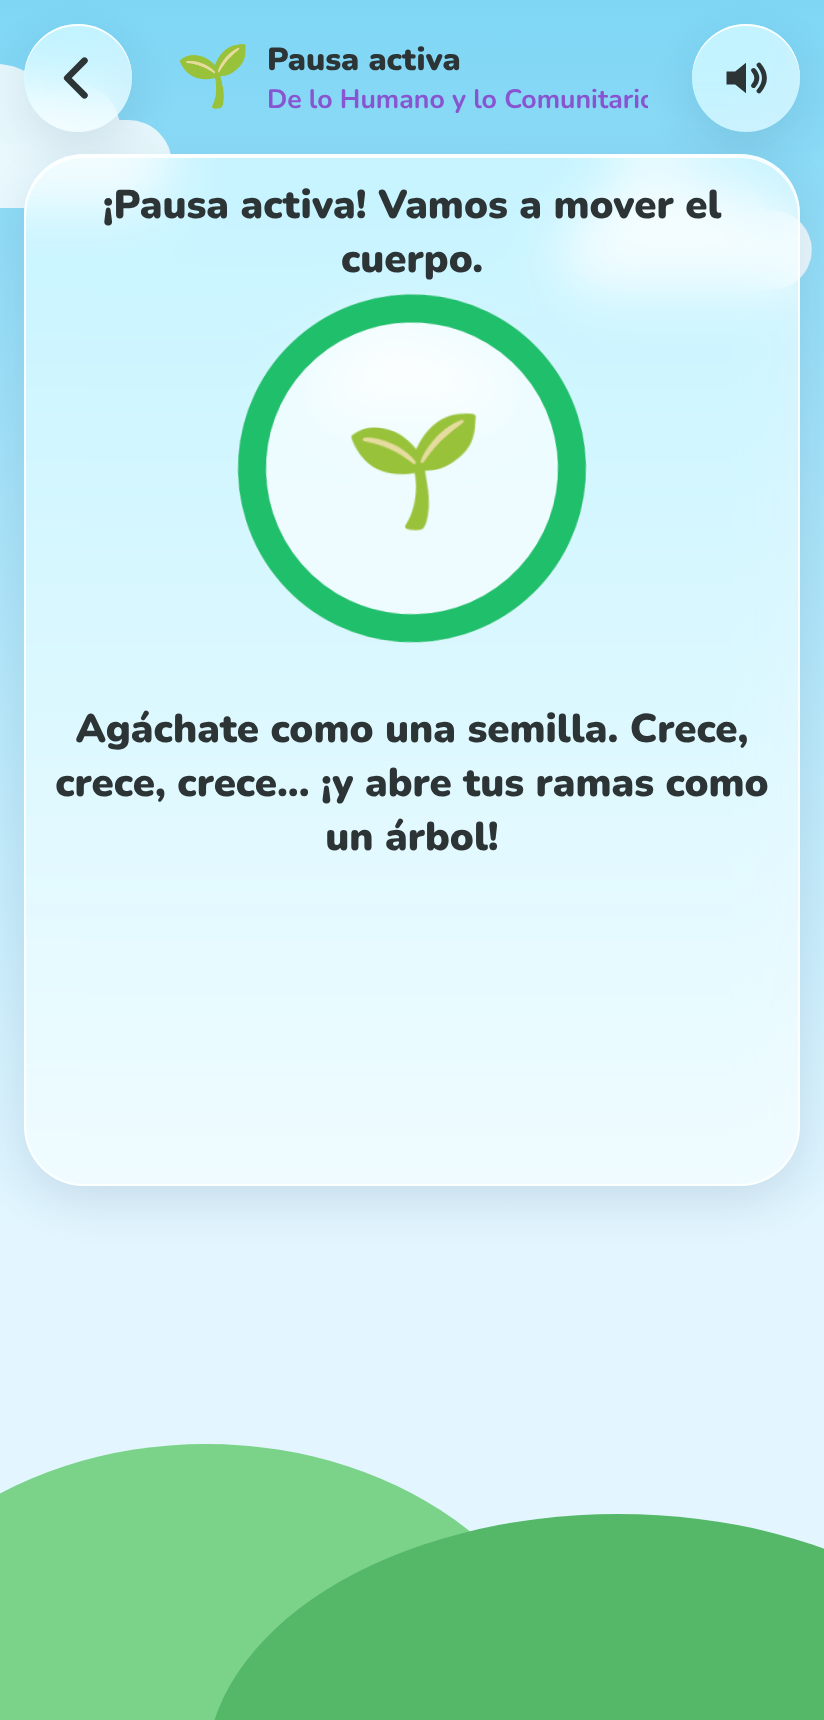 Pausa activa
De lo Humano y lo Comunitario
¡Pausa activa! Vamos a mover el
cuerpo.
Agáchate como una semilla. Crece,
crece, crece... ¡y abre tus ramas como
un árbol!